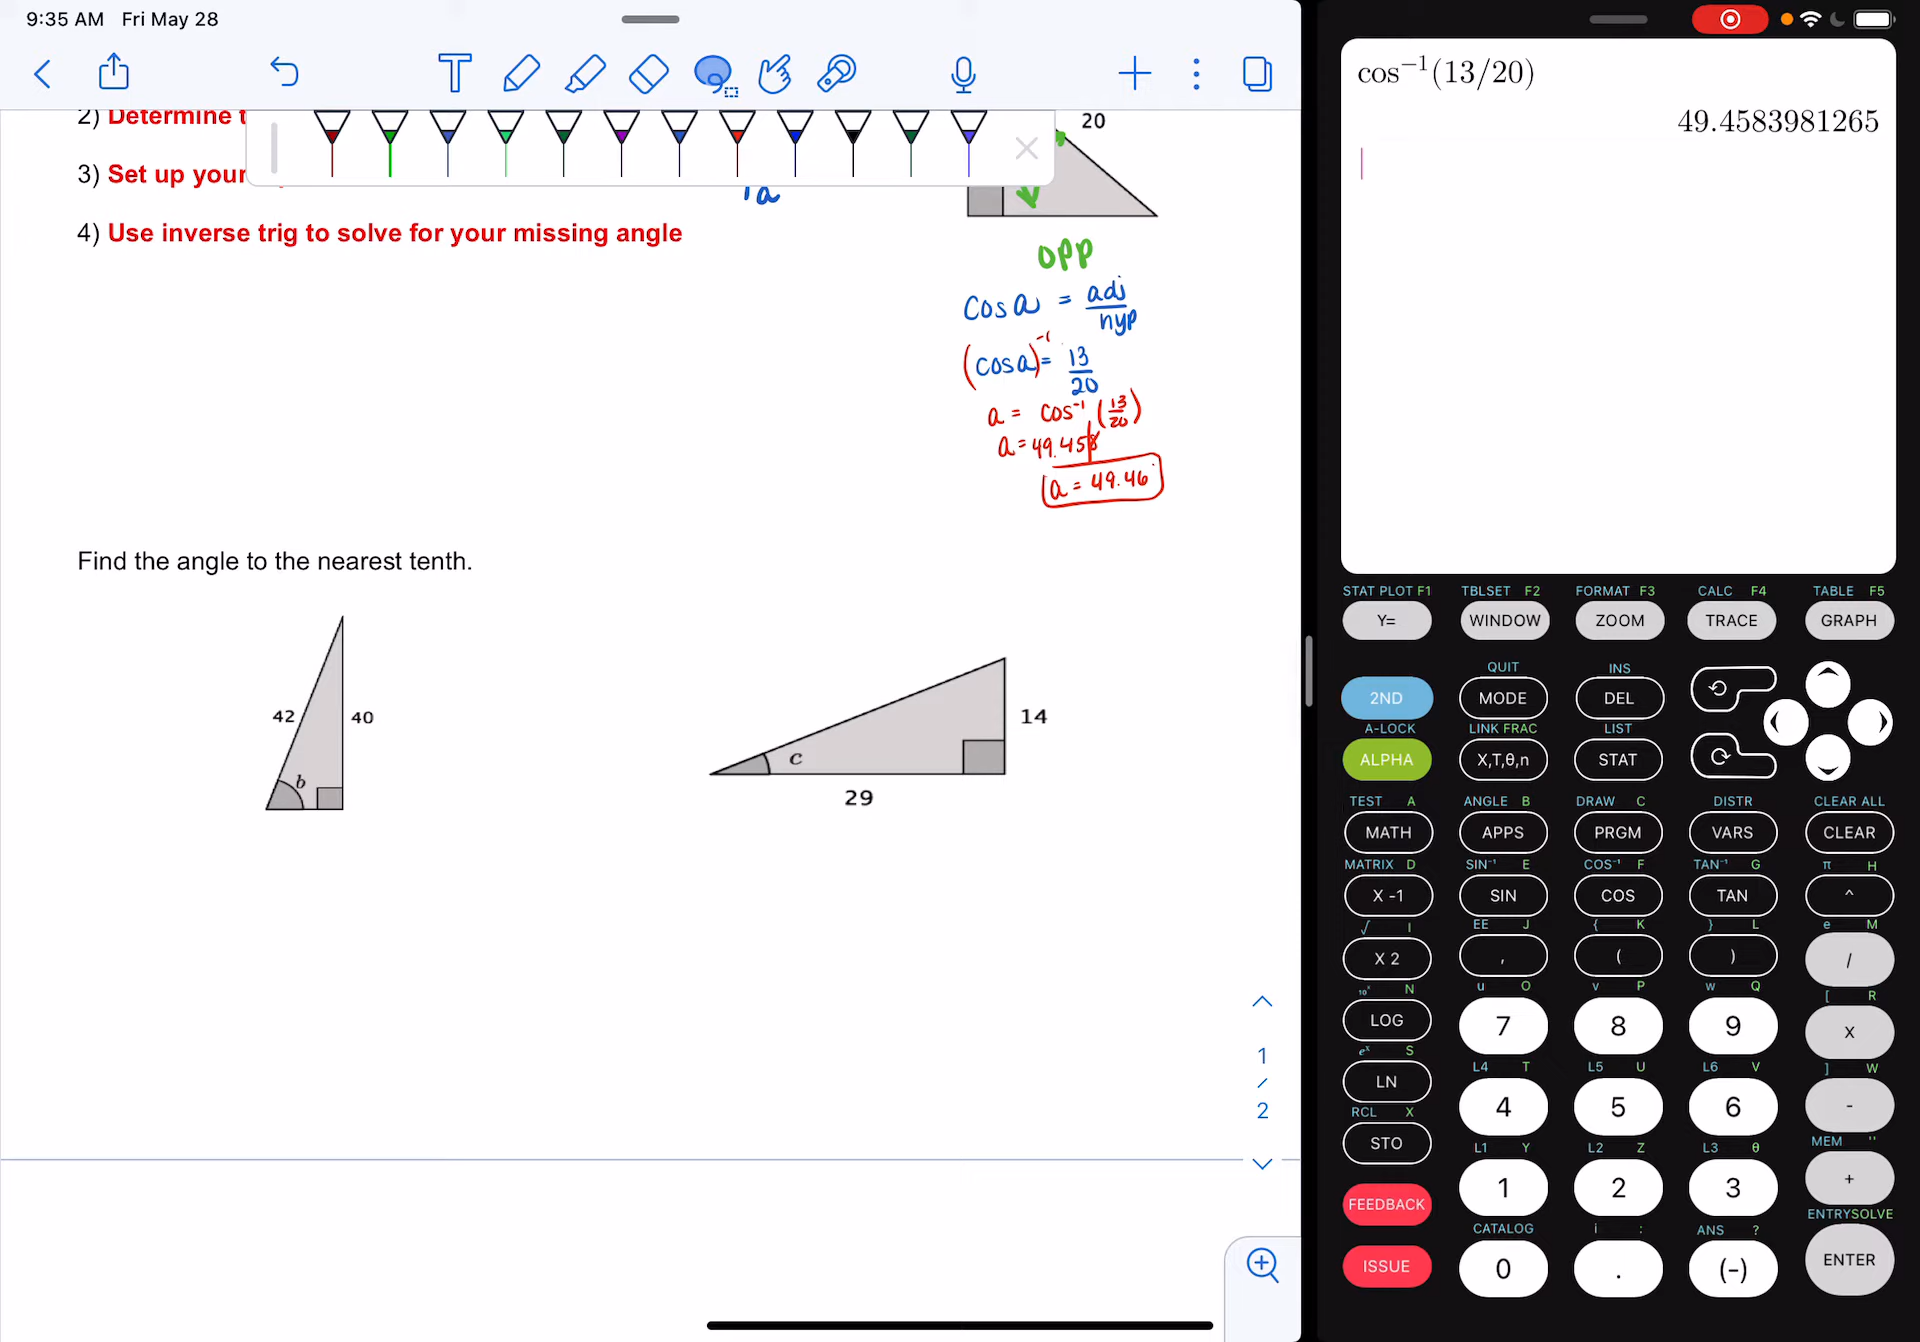 9:35 AM Fri May 28
2) Determine t
3) Set up your
4) Use inverse trig to solve for your missing angle
a
20
opp
cos a = adj
hyp
(cos a)⁻¹ = 13
20
a = cos⁻¹ (13/20)
a = 49.458
a = 49.46
Find the angle to the nearest tenth.
42
40
b
c
14
29
1
/
2
cos⁻¹(13/20)
49.4583981265
STAT PLOT F1 TBLSET F2 FORMAT F3 CALC F4 TABLE F5
Y= WINDOW ZOOM TRACE GRAPH
QUIT INS
2ND MODE DEL
A-LOCK LINK FRAC LIST
ALPHA X,T,θ,n STAT
TEST A ANGLE B DRAW C DISTR CLEAR ALL
MATH APPS PRGM VARS CLEAR
MATRIX D SIN⁻¹ E COS⁻¹ F TAN⁻¹ G π H
X -1 SIN COS TAN ^
√ I EE J { K } L e M
X 2 , ( ) /
10ˣ N u O v P w Q [ R
LOG 7 8 9 X
eˣ S L4 T L5 U L6 V ] W
LN 4 5 6 -
RCL X L1 Y L2 Z L3 θ MEM "
STO 1 2 3 +
FEEDBACK CATALOG i : ANS ? ENTRY SOLVE
ISSUE 0 . (-) ENTER